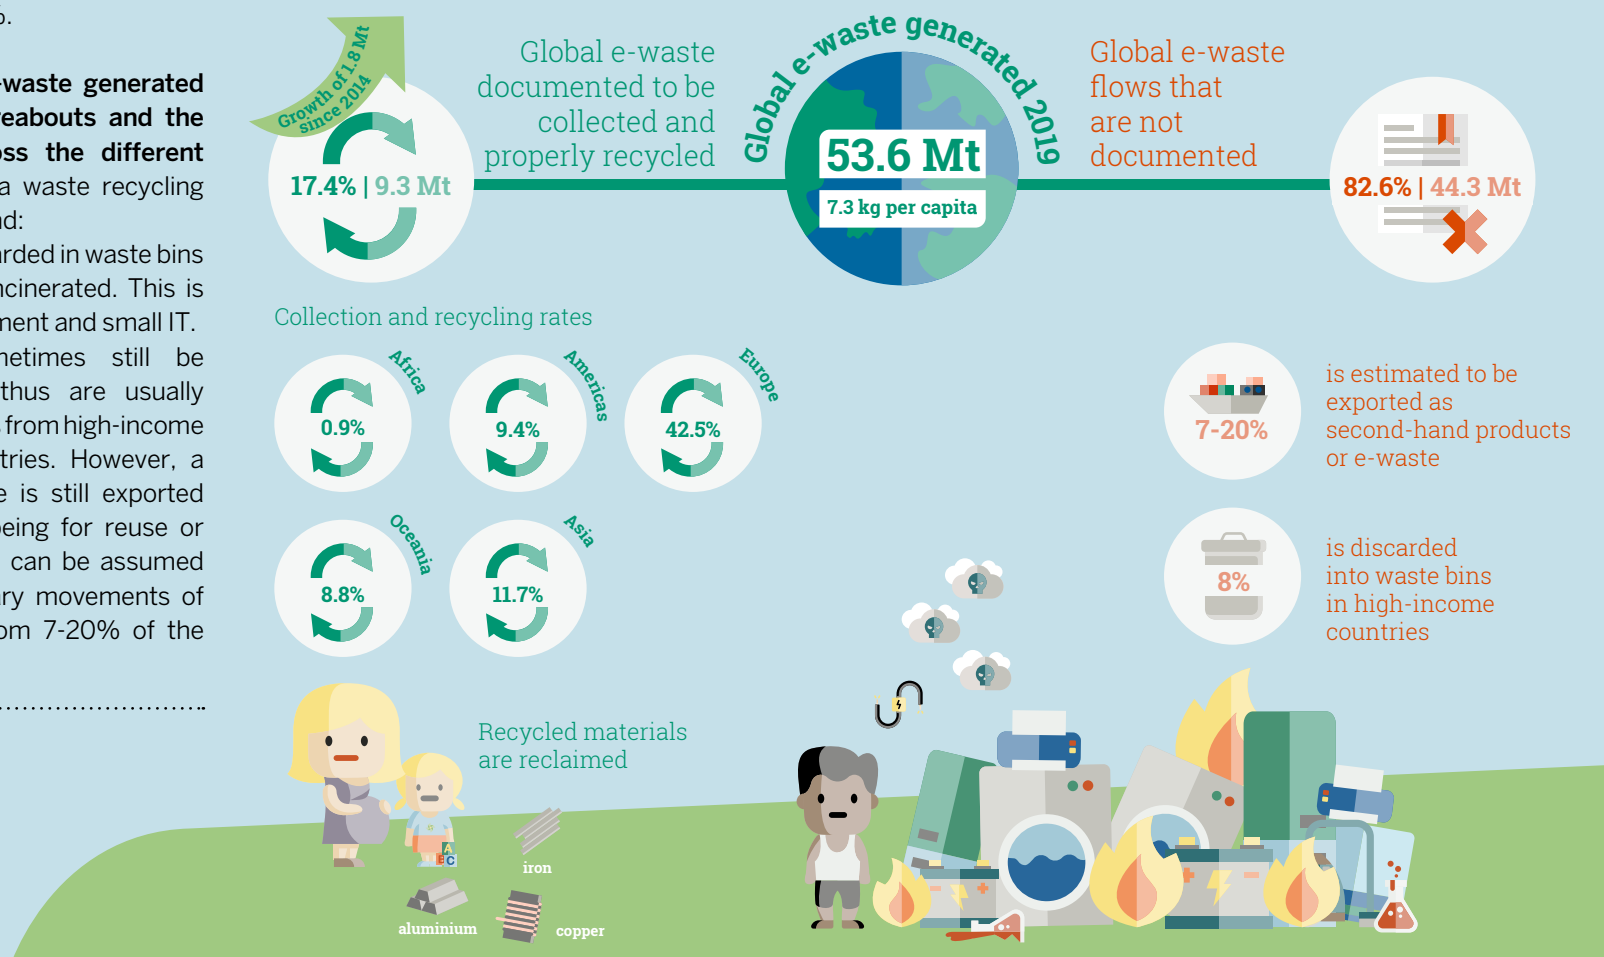 %.
-waste generated
eabouts and the
oss the different
a waste recycling
nd:
arded in waste bins
ncinerated. This is
ment and small IT.
netimes still be
thus are usually
s from high-income
tries. However, a
e is still exported
being for reuse or
can be assumed
ary movements of
om 7-20% of the
Growth of 1.8 Mt
since 2014
17.4% | 9.3 Mt
Global e-waste
documented to be
collected and
properly recycled
Global e-waste generated 2019
53.6 Mt
7.3 kg per capita
Global e-waste
flows that
are not
documented
82.6% | 44.3 Mt
Collection and recycling rates
Africa
0.9%
Americas
9.4%
Europe
42.5%
Oceania
8.8%
Asia
11.7%
7-20%
is estimated to be
exported as
second-hand products
or e-waste
8%
is discarded
into waste bins
in high-income
countries
Recycled materials
are reclaimed
A
B C
iron
aluminium
copper